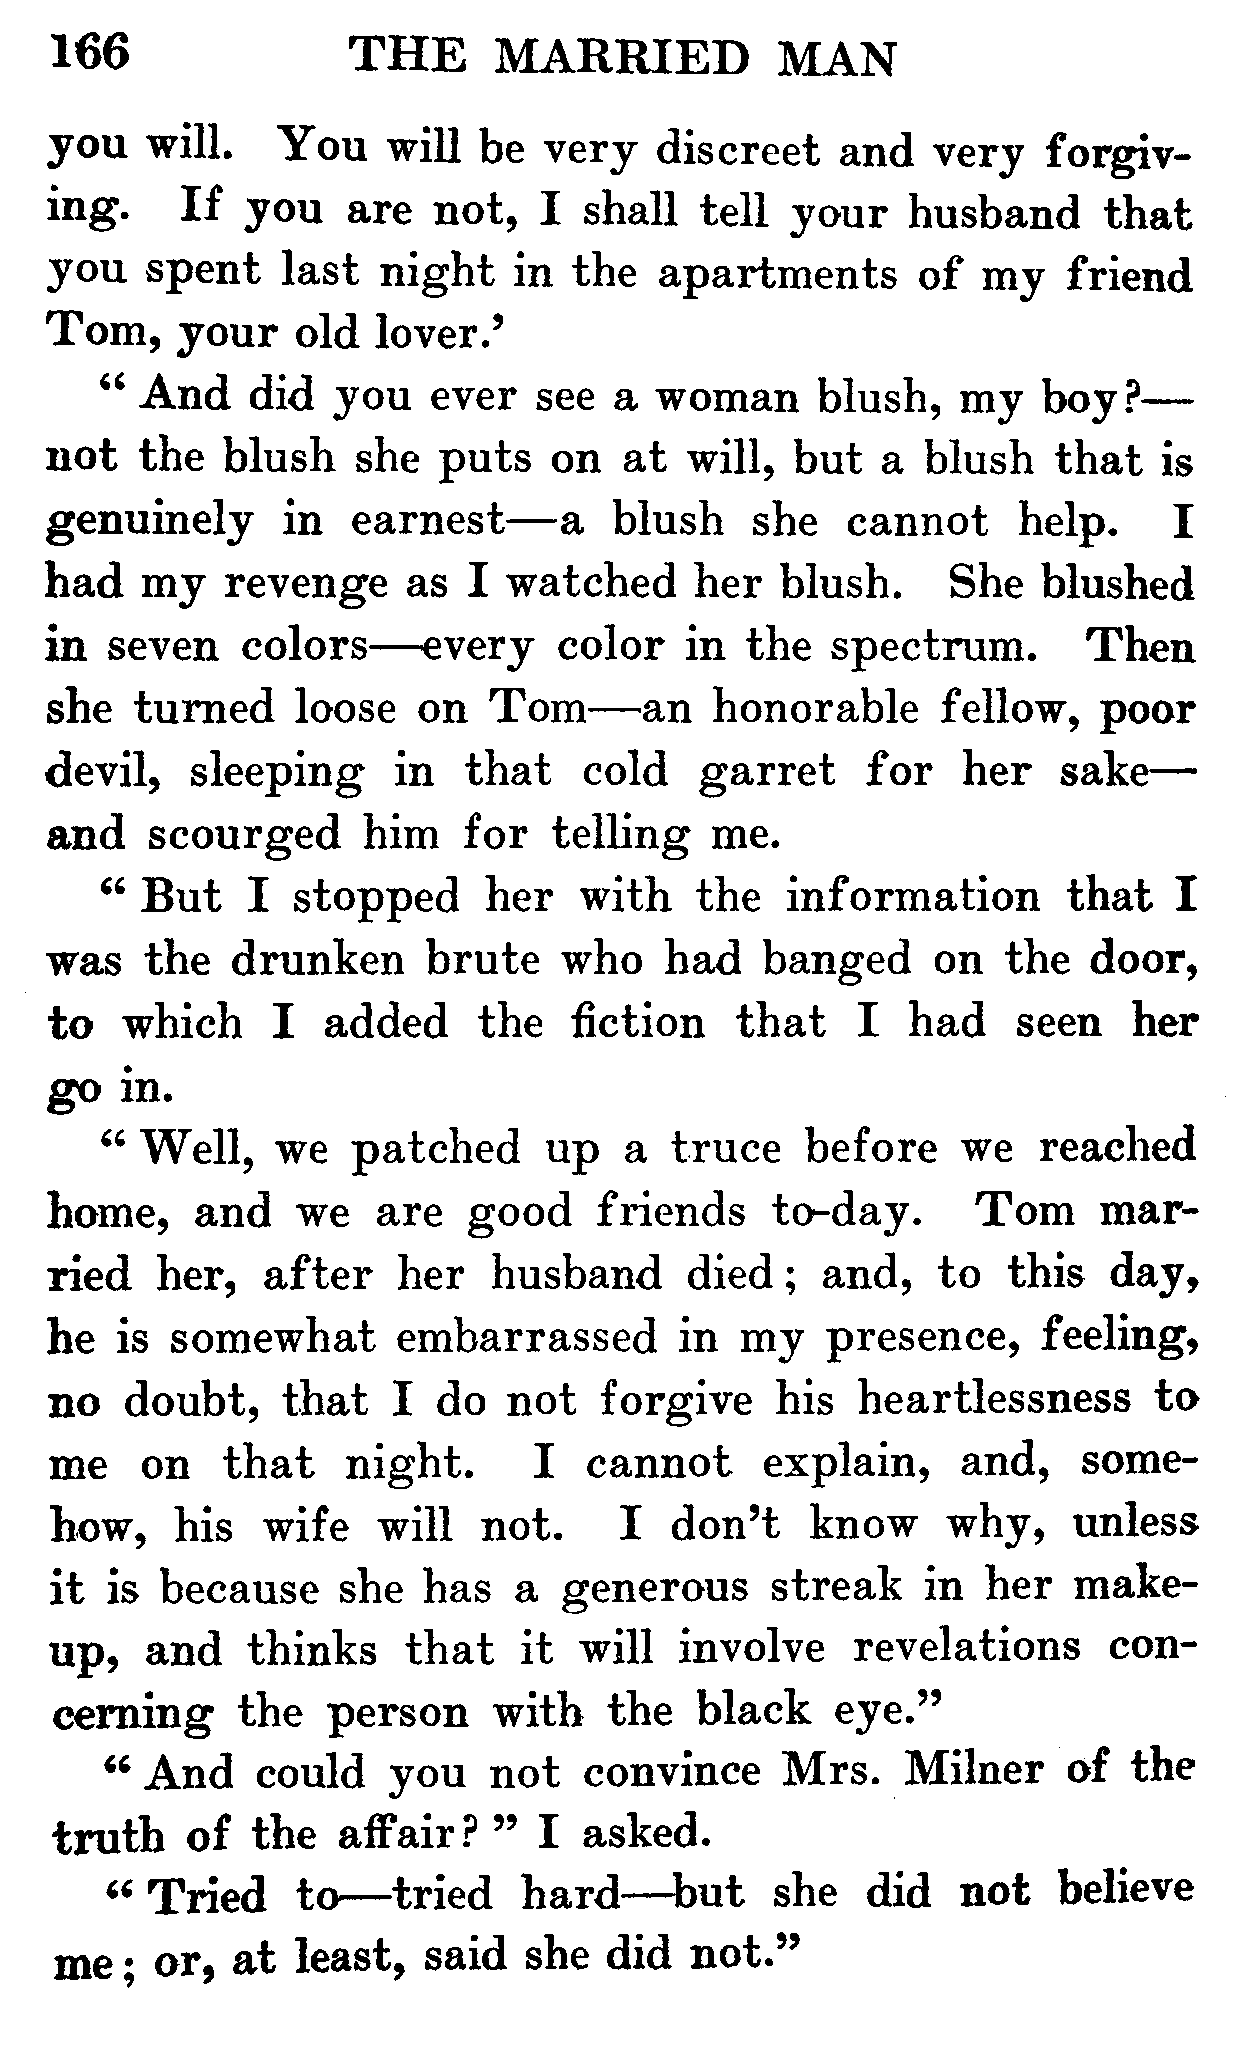 166 THE MARRIED MAN
you will. You will be very discreet and very forgiv-
ing. If you are not, I shall tell your husband that
you spent last night in the apartments of my friend
Tom, your old lover.’
“ And did you ever see a woman blush, my boy?—
not the blush she puts on at will, but a blush that is
genuinely in earnest—a blush she cannot help. I
had my revenge as I watched her blush. She blushed
in seven colors—every color in the spectrum. Then
she turned loose on Tom—an honorable fellow, poor
devil, sleeping in that cold garret for her sake—
and scourged him for telling me.
“ But I stopped her with the information that I
was the drunken brute who had banged on the door,
to which I added the fiction that I had seen her
go in.
“ Well, we patched up a truce before we reached
home, and we are good friends to-day. Tom mar-
ried her, after her husband died ; and, to this day,
he is somewhat embarrassed in my presence, feeling,
no doubt, that I do not forgive his heartlessness to
me on that night. I cannot explain, and, some-
how, his wife will not. I don’t know why, unless
it is because she has a generous streak in her make-
up, and thinks that it will involve revelations con-
cerning the person with the black eye.”
“ And could you not convince Mrs. Milner of the
truth of the affair? ” I asked.
“ Tried to—tried hard—but she did not believe
me ; or, at least, said she did not.”